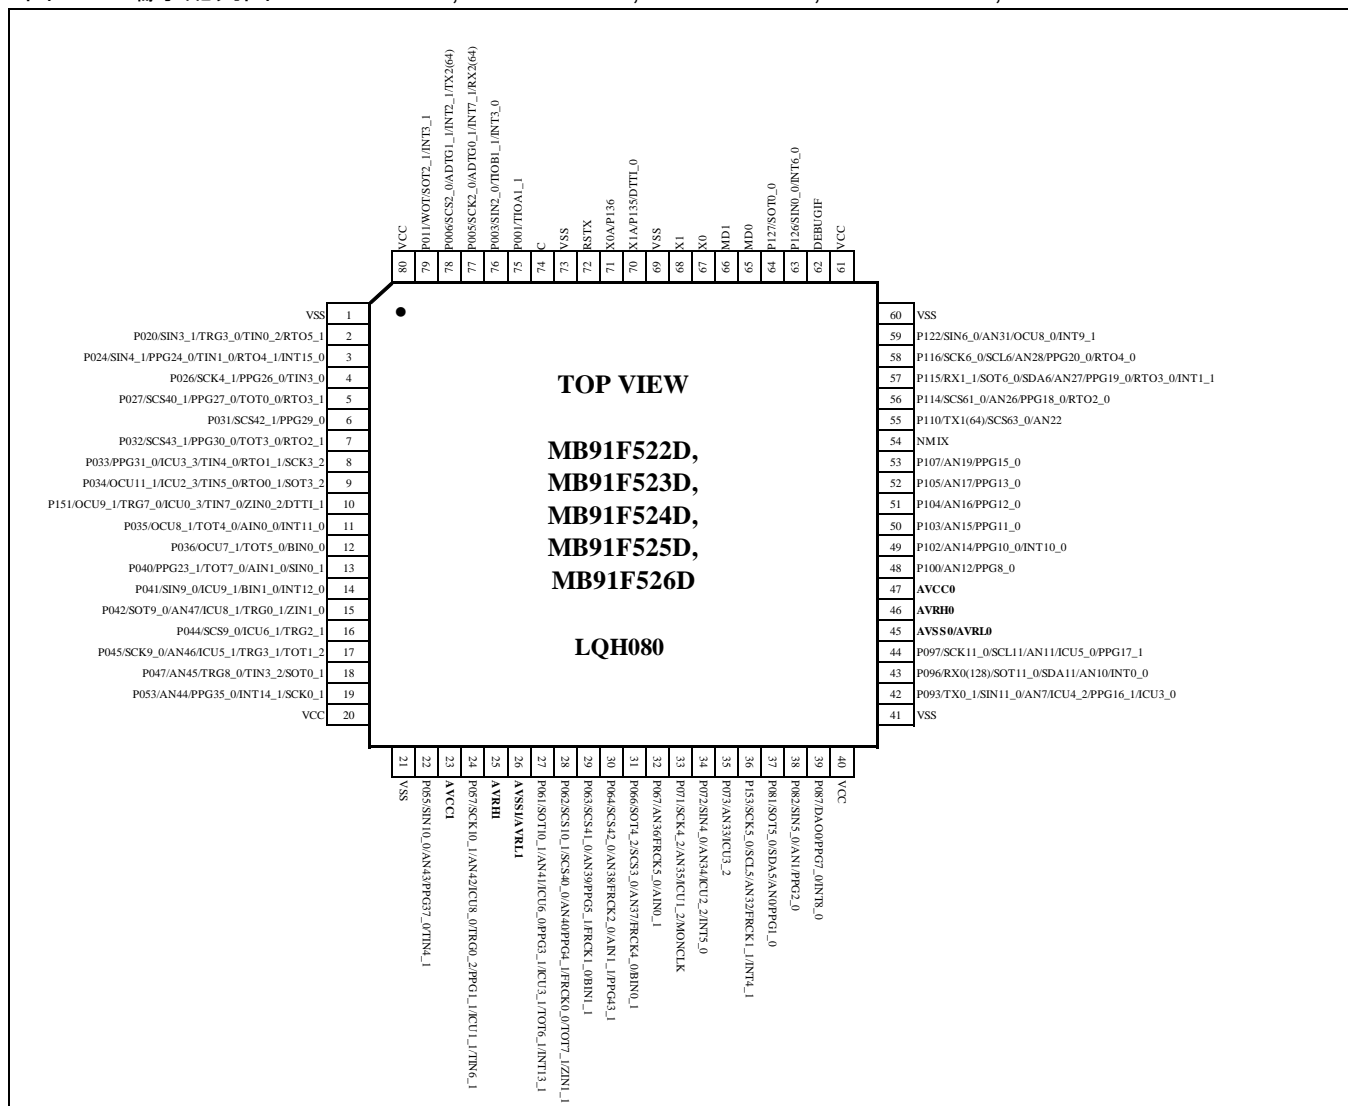 VCC
P011/WOT/SOT2_1/INT3_1
P006/SCS2_0/ADTG1_1/INT2_1/TX2(64)
P005/SCK2_0/ADTG0_1/INT7_1/RX2(64)
P003/SIN2_0/TIOB1_1/INT3_0
P001/TIOA1_1
C
VSS
RSTX
X0A/P136
X1A/P135/DTTI_0
VSS
X1
X0
MD1
MD0
P127/SOT0_0
P126/SIN0_0/INT6_0
DEBUGIF
VCC
80 79 78 77 76 75 74 73 72 71 70 69 68 67 66 65 64 63 62 61
VSS 1
P020/SIN3_1/TRG3_0/TIN0_2/RTO5_1 2
P024/SIN4_1/PPG24_0/TIN1_0/RTO4_1/INT15_0 3
P026/SCK4_1/PPG26_0/TIN3_0 4
P027/SCS40_1/PPG27_0/TOT0_0/RTO3_1 5
P031/SCS42_1/PPG29_0 6
P032/SCS43_1/PPG30_0/TOT3_0/RTO2_1 7
P033/PPG31_0/ICU3_3/TIN4_0/RTO1_1/SCK3_2 8
P034/OCU11_1/ICU2_3/TIN5_0/RTO0_1/SOT3_2 9
P151/OCU9_1/TRG7_0/ICU0_3/TIN7_0/ZIN0_2/DTTI_1 10
P035/OCU8_1/TOT4_0/AIN0_0/INT11_0 11
P036/OCU7_1/TOT5_0/BIN0_0 12
P040/PPG23_1/TOT7_0/AIN1_0/SIN0_1 13
P041/SIN9_0/ICU9_1/BIN1_0/INT12_0 14
P042/SOT9_0/AN47/ICU8_1/TRG0_1/ZIN1_0 15
P044/SCS9_0/ICU6_1/TRG2_1 16
P045/SCK9_0/AN46/ICU5_1/TRG3_1/TOT1_2 17
P047/AN45/TRG8_0/TIN3_2/SOT0_1 18
P053/AN44/PPG35_0/INT14_1/SCK0_1 19
VCC 20
TOP VIEW
MB91F522D,
MB91F523D,
MB91F524D,
MB91F525D,
MB91F526D
LQH080
60 VSS
59 P122/SIN6_0/AN31/OCU8_0/INT9_1
58 P116/SCK6_0/SCL6/AN28/PPG20_0/RTO4_0
57 P115/RX1_1/SOT6_0/SDA6/AN27/PPG19_0/RTO3_0/INT1_1
56 P114/SCS61_0/AN26/PPG18_0/RTO2_0
55 P110/TX1(64)/SCS63_0/AN22
54 NMIX
53 P107/AN19/PPG15_0
52 P105/AN17/PPG13_0
51 P104/AN16/PPG12_0
50 P103/AN15/PPG11_0
49 P102/AN14/PPG10_0/INT10_0
48 P100/AN12/PPG8_0
47 AVCC0
46 AVRH0
45 AVSS0/AVRL0
44 P097/SCK11_0/SCL11/AN11/ICU5_0/PPG17_1
43 P096/RX0(128)/SOT11_0/SDA11/AN10/INT0_0
42 P093/TX0_1/SIN11_0/AN7/ICU4_2/PPG16_1/ICU3_0
41 VSS
21 22 23 24 25 26 27 28 29 30 31 32 33 34 35 36 37 38 39 40
VSS
P055/SIN10_0/AN43/PPG37_0/TIN4_1
AVCC1
P057/SCK10_1/AN42/ICU8_0/TRG0_2/PPG1_1/ICU1_1/TIN6_1
AVRH1
AVSS1/AVRL1
P061/SOT10_1/AN41/ICU6_0/PPG3_1/ICU3_1/TOT6_1/INT13_1
P062/SCS10_1/SCS40_0/AN40/PPG4_1/FRCK0_0/TOT7_1/ZIN1_1
P063/SCS41_0/AN39/PPG5_1/FRCK1_0/BIN1_1
P064/SCS42_0/AN38/FRCK2_0/AIN1_1/PPG43_1
P066/SOT4_2/SCS3_0/AN37/FRCK4_0/BIN0_1
P067/AN36/FRCK5_0/AIN0_1
P071/SCK4_2/AN35/ICU1_2/MONCLK
P072/SIN4_0/AN34/ICU2_2/INT5_0
P073/AN33/ICU3_2
P153/SCK5_0/SCL5/AN32/FRCK1_1/INT4_1
P081/SOT5_0/SDA5/AN0/PPG1_0
P082/SIN5_0/AN1/PPG2_0
P087/DAO0/PPG7_0/INT8_0
VCC